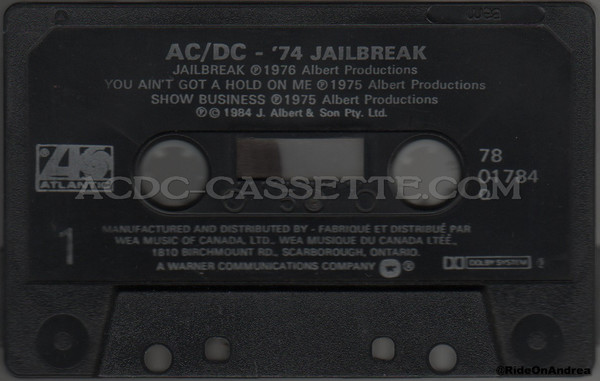 AC/DC - '74 JAILBREAK
JAILBREAK ℗1976 Albert Productions
YOU AIN'T GOT A HOLD ON ME ℗1975 Albert Productions
SHOW BUSINESS ℗1975 Albert Productions
℗©1984 J. Albert & Son Pty. Ltd.
ATLANTIC
78
01784
ACDC-CASSETTE.COM
1
MANUFACTURED AND DISTRIBUTED BY - FABRIQUÉ ET DISTRIBUÉ PAR
WEA MUSIC OF CANADA, LTD., WEA MUSIQUE DU CANADA LTÉE.,
1810 BIRCHMOUNT RD., SCARBOROUGH, ONTARIO.
A WARNER COMMUNICATIONS COMPANY
DOLBY SYSTEM
©RideOnAndrea